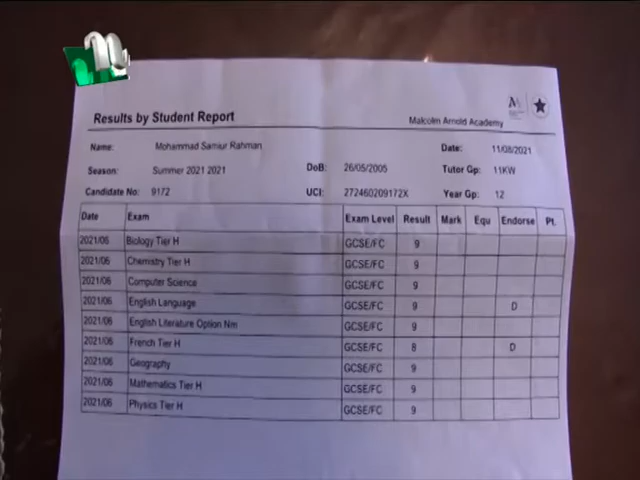 Results by Student Report
Malcolm Arnold Academy
Name: Mohammad Samiur Rahman Date: 11/08/2021
Season: Summer 2021 2021 DoB: 26/05/2005 Tutor Gp: 11KW
Candidate No: 9172 UCI: 272460209172X Year Gp: 12
Date Exam Exam Level Result Mark Equ Endorse Pt.
2021/06 Biology Tier H GCSE/FC 9
2021/06 Chemistry Tier H GCSE/FC 9
2021/06 Computer Science GCSE/FC 9
2021/06 English Language GCSE/FC 9 D
2021/06 English Literature Option Nm GCSE/FC 9
2021/06 French Tier H GCSE/FC 8 D
2021/06 Geography GCSE/FC 9
2021/06 Mathematics Tier H GCSE/FC 9
2021/06 Physics Tier H GCSE/FC 9